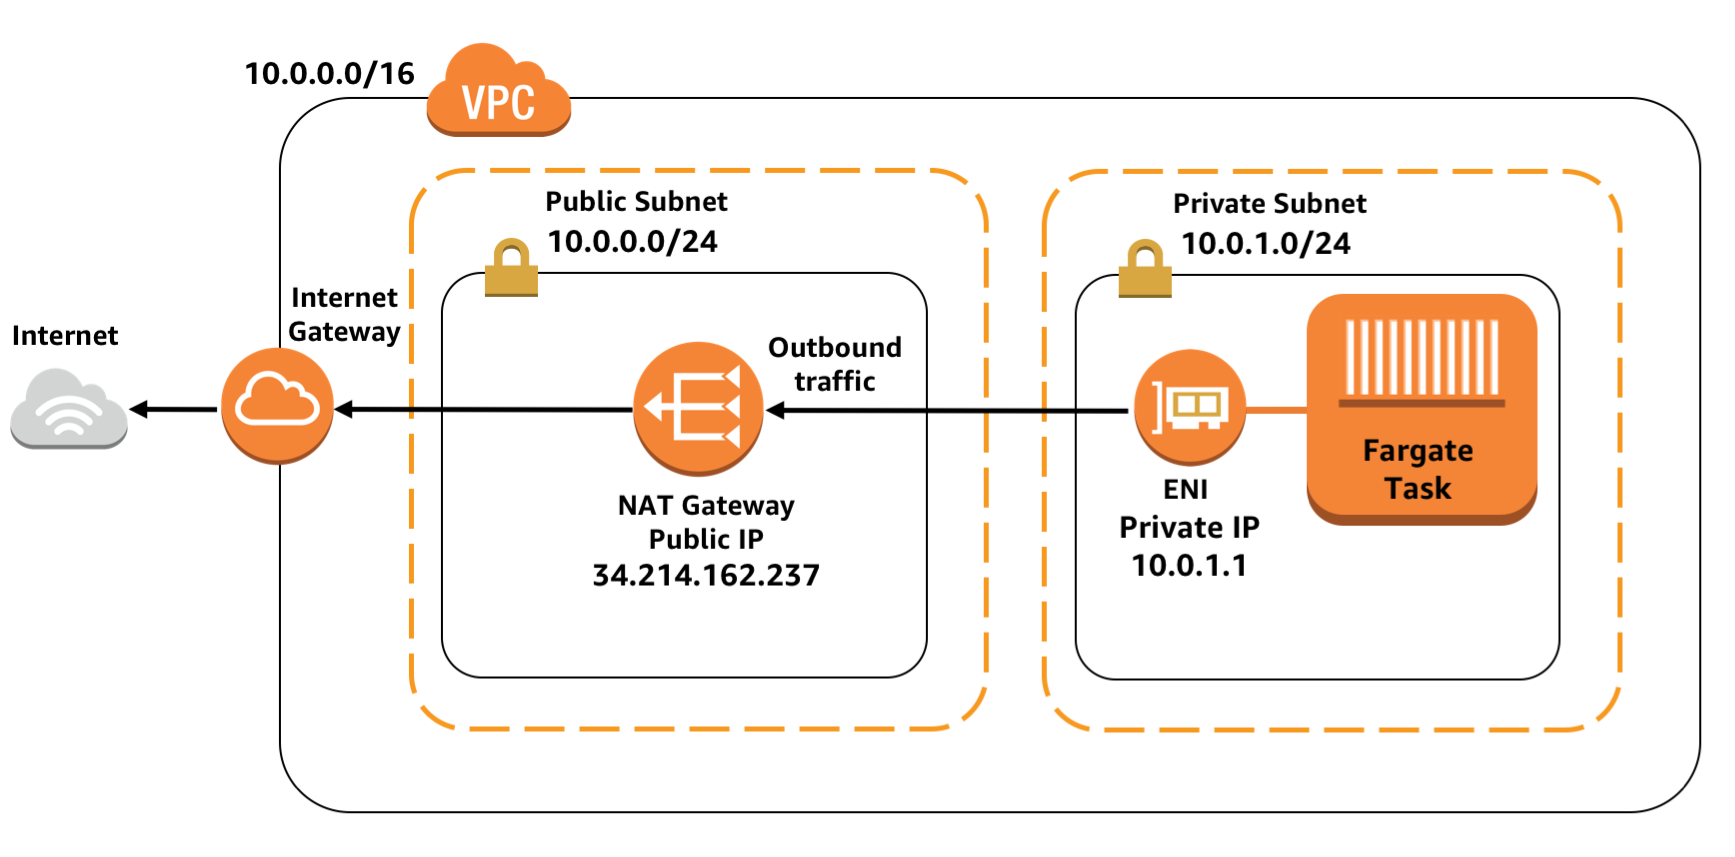 10.0.0.0/16
VPC
Public Subnet
10.0.0.0/24
Private Subnet
10.0.1.0/24
Internet
Internet
Gateway
Outbound
traffic
NAT Gateway
Public IP
34.214.162.237
ENI
Private IP
10.0.1.1
Fargate
Task